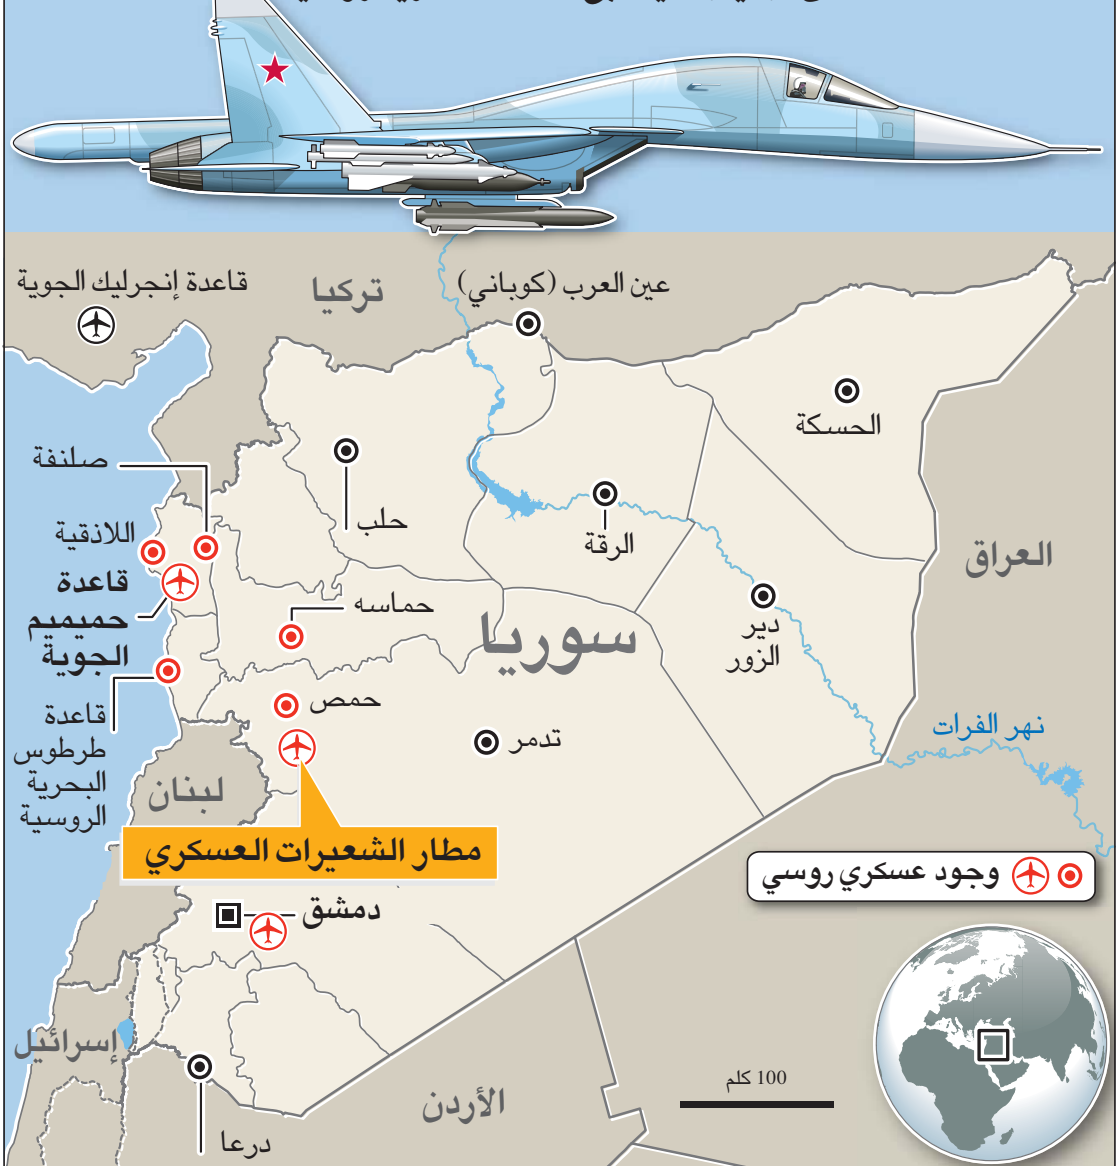 قاعدة إنجرليك الجوية
تركيا
عين العرب (كوباني)
الحسكة
صلنفة
حلب
اللاذقية
الرقة
العراق
قاعدة
حميميم
الجوية
حماسه
سوريا
دير
الزور
حمص
تدمر
نهر الفرات
قاعدة
طرطوس
البحرية
الروسية
لبنان
مطار الشعيرات العسكري
وجود عسكري روسي
دمشق
إسرائيل
الأردن
100 كلم
درعا